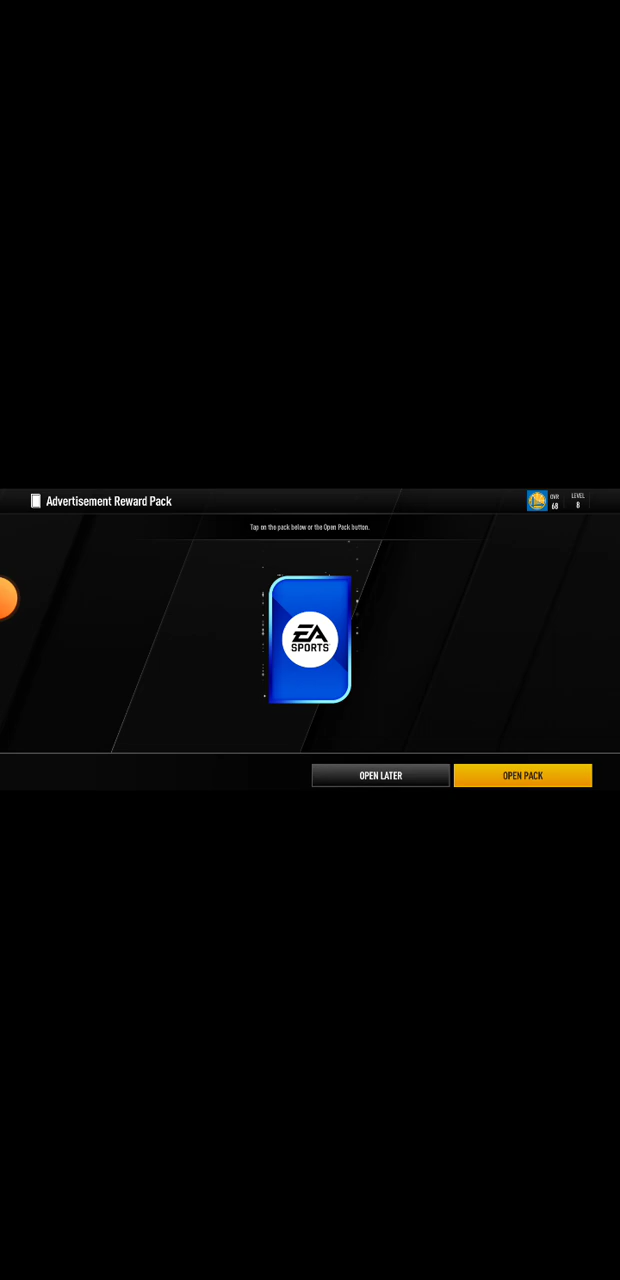 Advertisement Reward Pack
OVR
68
LEVEL
8
Tap on the pack below or the Open Pack button.
EA
SPORTS
OPEN LATER
OPEN PACK